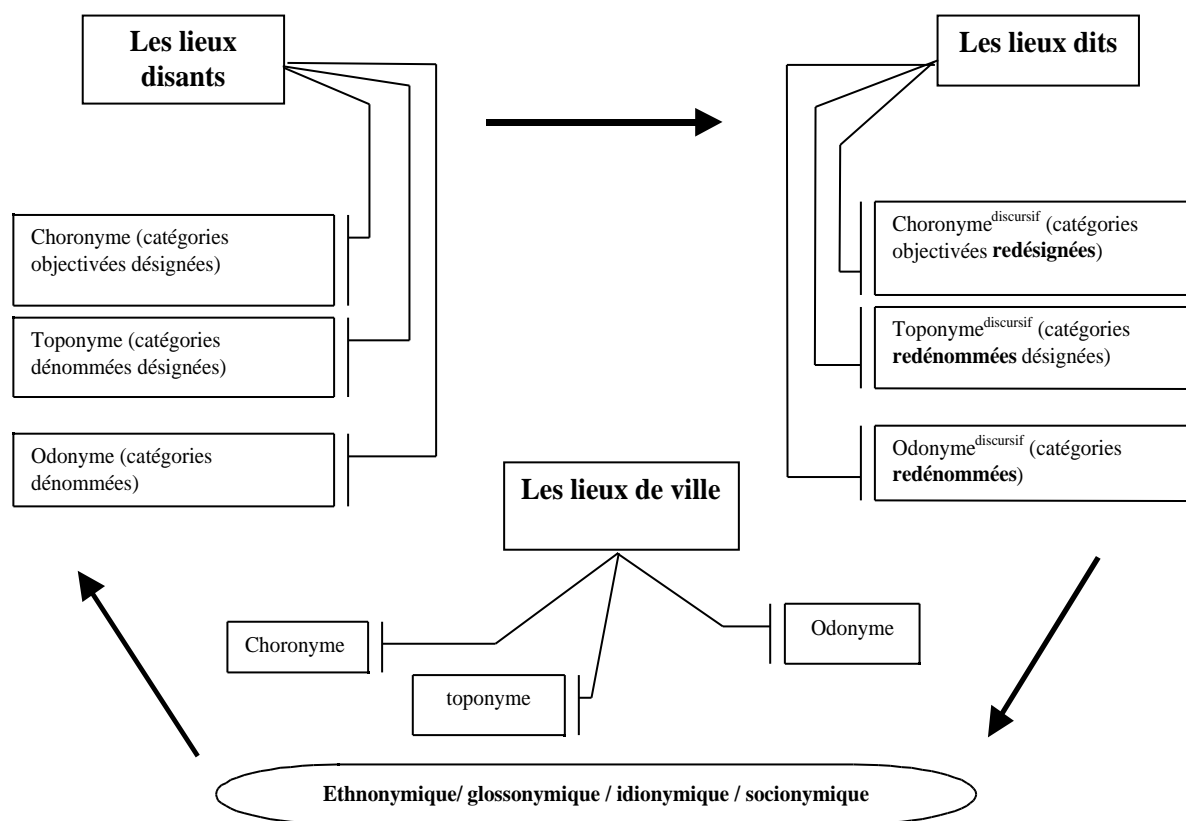 Les lieux
disants
Les lieux dits
Choronyme (catégories
objectivées désignées)
Toponyme (catégories
dénommées désignées)
Odonyme (catégories
dénommées)
Choronymediscursif (catégories
objectivées redésignées)
Toponymediscursif (catégories
redénommées désignées)
Odonymediscursif (catégories
redénommées)
Les lieux de ville
Choronyme
toponyme
Odonyme
Ethnonymique/ glossonymique / idionymique / socionymique